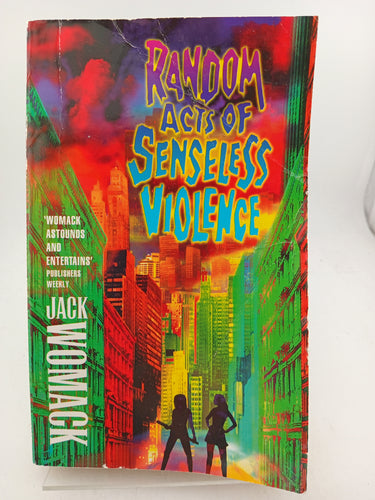 RANDOM
ACTS OF
SENSELESS
VIOLENCE
'WOMACK
ASTOUNDS
AND
ENTERTAINS'
PUBLISHERS
WEEKLY
JACK WOMACK